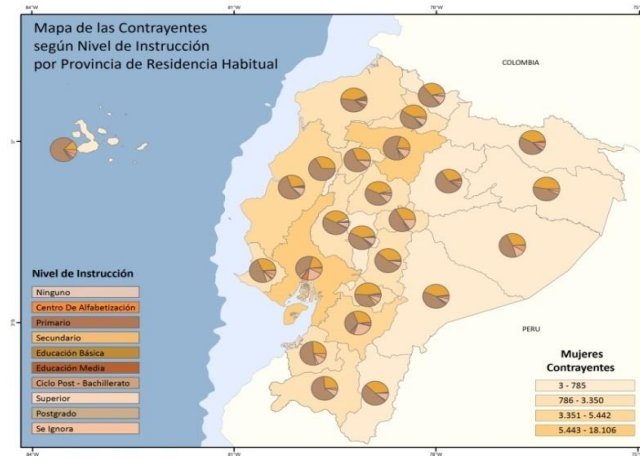 Mapa de las Contrayentes
según Nivel de Instrucción
por Provincia de Residencia Habitual
COLOMBIA
PERU
Nivel de Instrucción
Ninguno
Centro De Alfabetización
Primario
Secundario
Educación Básica
Educación Media
Ciclo Post - Bachillerato
Superior
Postgrado
Se Ignora
Mujeres
Contrayentes
3 - 785
786 - 3.350
3.351 - 5.442
5.443 - 18.106